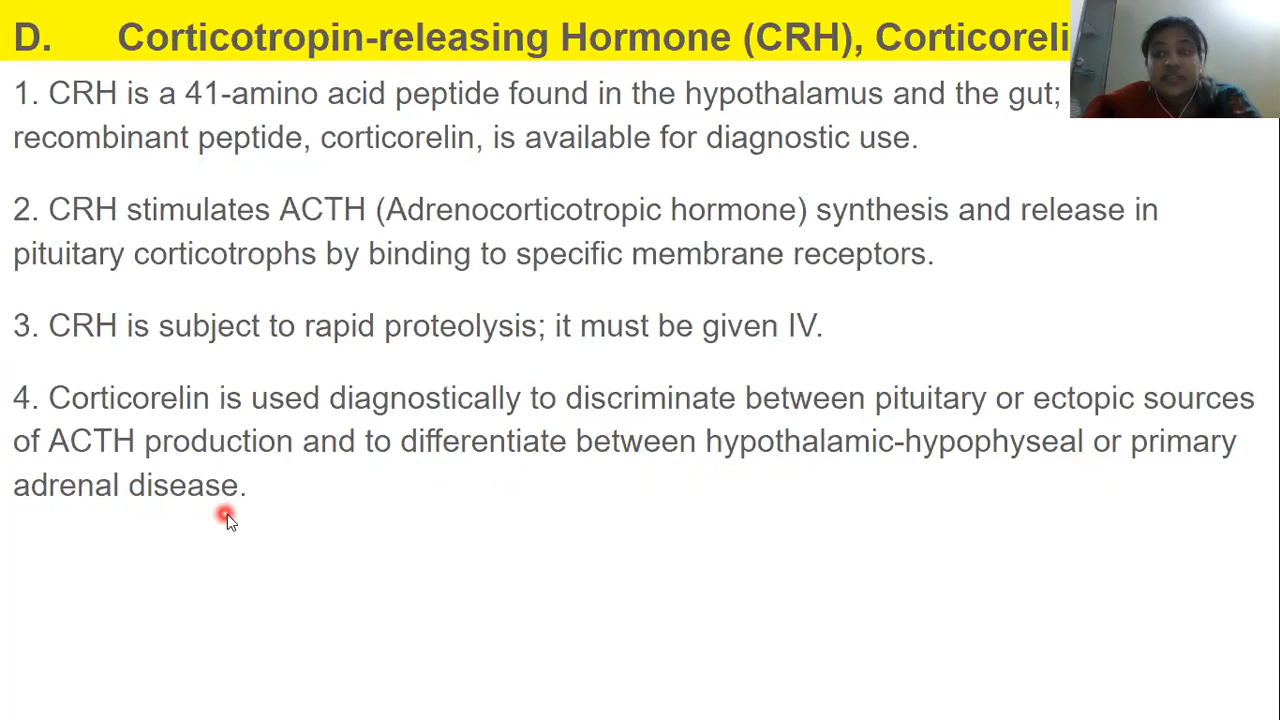 D. Corticotropin-releasing Hormone (CRH), Corticoreli
1. CRH is a 41-amino acid peptide found in the hypothalamus and the gut;
recombinant peptide, corticorelin, is available for diagnostic use.
2. CRH stimulates ACTH (Adrenocorticotropic hormone) synthesis and release in
pituitary corticotrophs by binding to specific membrane receptors.
3. CRH is subject to rapid proteolysis; it must be given IV.
4. Corticorelin is used diagnostically to discriminate between pituitary or ectopic sources
of ACTH production and to differentiate between hypothalamic-hypophyseal or primary
adrenal disease.